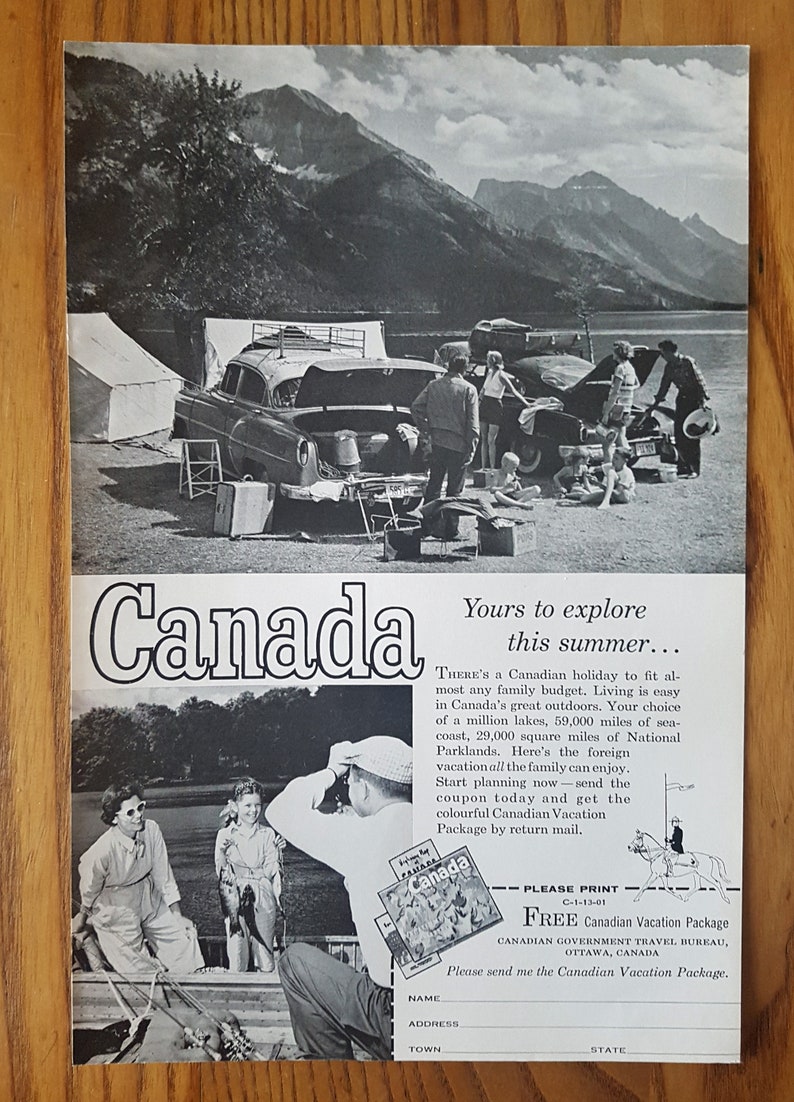 Canada
Yours to explore
this summer...
THERE'S a Canadian holiday to fit al-
most any family budget. Living is easy
in Canada's great outdoors. Your choice
of a million lakes, 59,000 miles of sea-
coast, 29,000 square miles of National
Parklands. Here's the foreign
vacation all the family can enjoy.
Start planning now — send the
coupon today and get the
colourful Canadian Vacation
Package by return mail.
Highway Map
of
CANADA
Canada
PLEASE PRINT
C-1-13-01
FREE Canadian Vacation Package
CANADIAN GOVERNMENT TRAVEL BUREAU,
OTTAWA, CANADA
Please send me the Canadian Vacation Package.
NAME
ADDRESS
TOWN STATE